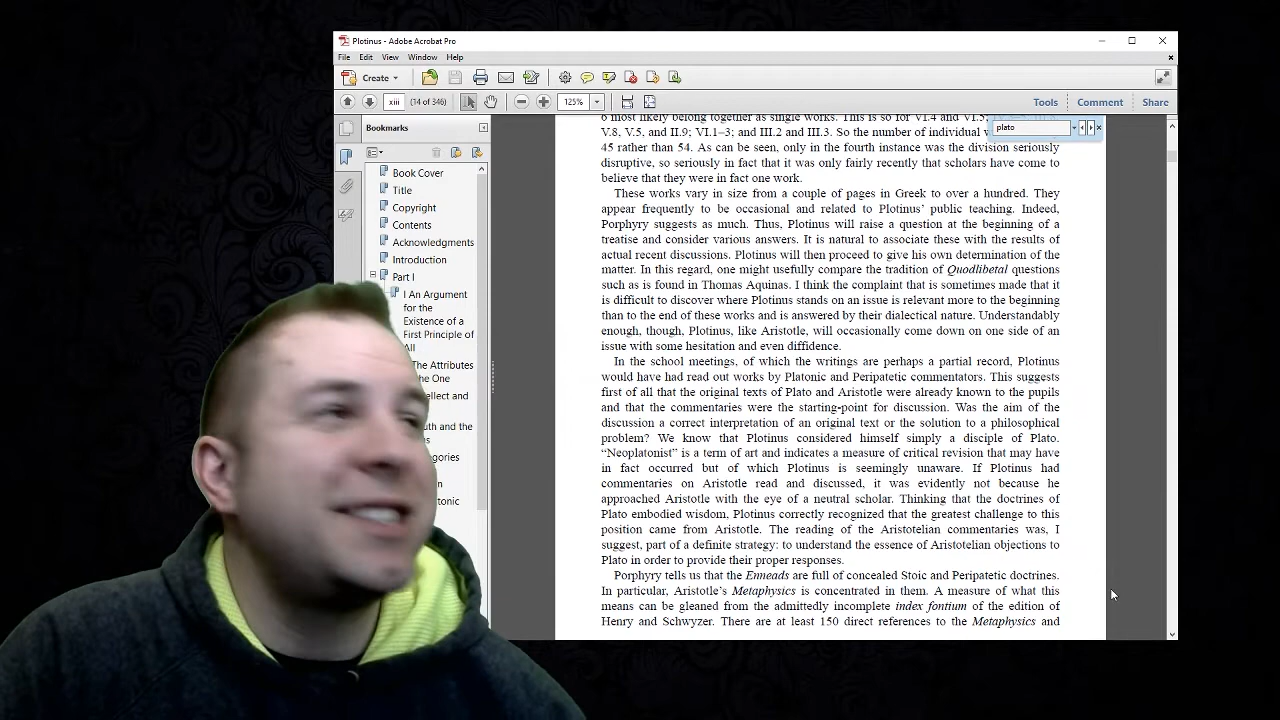 Plotinus - Adobe Acrobat Pro
File Edit View Window Help
Create
xiii (14 of 346) 125% Tools Comment Share
Bookmarks
plato
Book Cover
Title
Copyright
Contents
Acknowledgments
Introduction
Part I
I An Argument
for the
Existence of a
First Principle of
All
The Attributes
he One
ellect and
uth and the
egories
tonic
6 most likely belong together as single works. This is so for VI.4 and VI.5;
V.8, V.5, and II.9; VI.1–3; and III.2 and III.3. So the number of individual
45 rather than 54. As can be seen, only in the fourth instance was the division seriously
disruptive, so seriously in fact that it was only fairly recently that scholars have come to
believe that they were in fact one work.
These works vary in size from a couple of pages in Greek to over a hundred. They
appear frequently to be occasional and related to Plotinus’ public teaching. Indeed,
Porphyry suggests as much. Thus, Plotinus will raise a question at the beginning of a
treatise and consider various answers. It is natural to associate these with the results of
actual recent discussions. Plotinus will then proceed to give his own determination of the
matter. In this regard, one might usefully compare the tradition of Quodlibetal questions
such as is found in Thomas Aquinas. I think the complaint that is sometimes made that it
is difficult to discover where Plotinus stands on an issue is relevant more to the beginning
than to the end of these works and is answered by their dialectical nature. Understandably
enough, though, Plotinus, like Aristotle, will occasionally come down on one side of an
issue with some hesitation and even diffidence.
In the school meetings, of which the writings are perhaps a partial record, Plotinus
would have had read out works by Platonic and Peripatetic commentators. This suggests
first of all that the original texts of Plato and Aristotle were already known to the pupils
and that the commentaries were the starting-point for discussion. Was the aim of the
discussion a correct interpretation of an original text or the solution to a philosophical
problem? We know that Plotinus considered himself simply a disciple of Plato.
“Neoplatonist” is a term of art and indicates a measure of critical revision that may have
in fact occurred but of which Plotinus is seemingly unaware. If Plotinus had
commentaries on Aristotle read and discussed, it was evidently not because he
approached Aristotle with the eye of a neutral scholar. Thinking that the doctrines of
Plato embodied wisdom, Plotinus correctly recognized that the greatest challenge to this
position came from Aristotle. The reading of the Aristotelian commentaries was, I
suggest, part of a definite strategy: to understand the essence of Aristotelian objections to
Plato in order to provide their proper responses.
Porphyry tells us that the Enneads are full of concealed Stoic and Peripatetic doctrines.
In particular, Aristotle’s Metaphysics is concentrated in them. A measure of what this
means can be gleaned from the admittedly incomplete index fontium of the edition of
Henry and Schwyzer. There are at least 150 direct references to the Metaphysics and